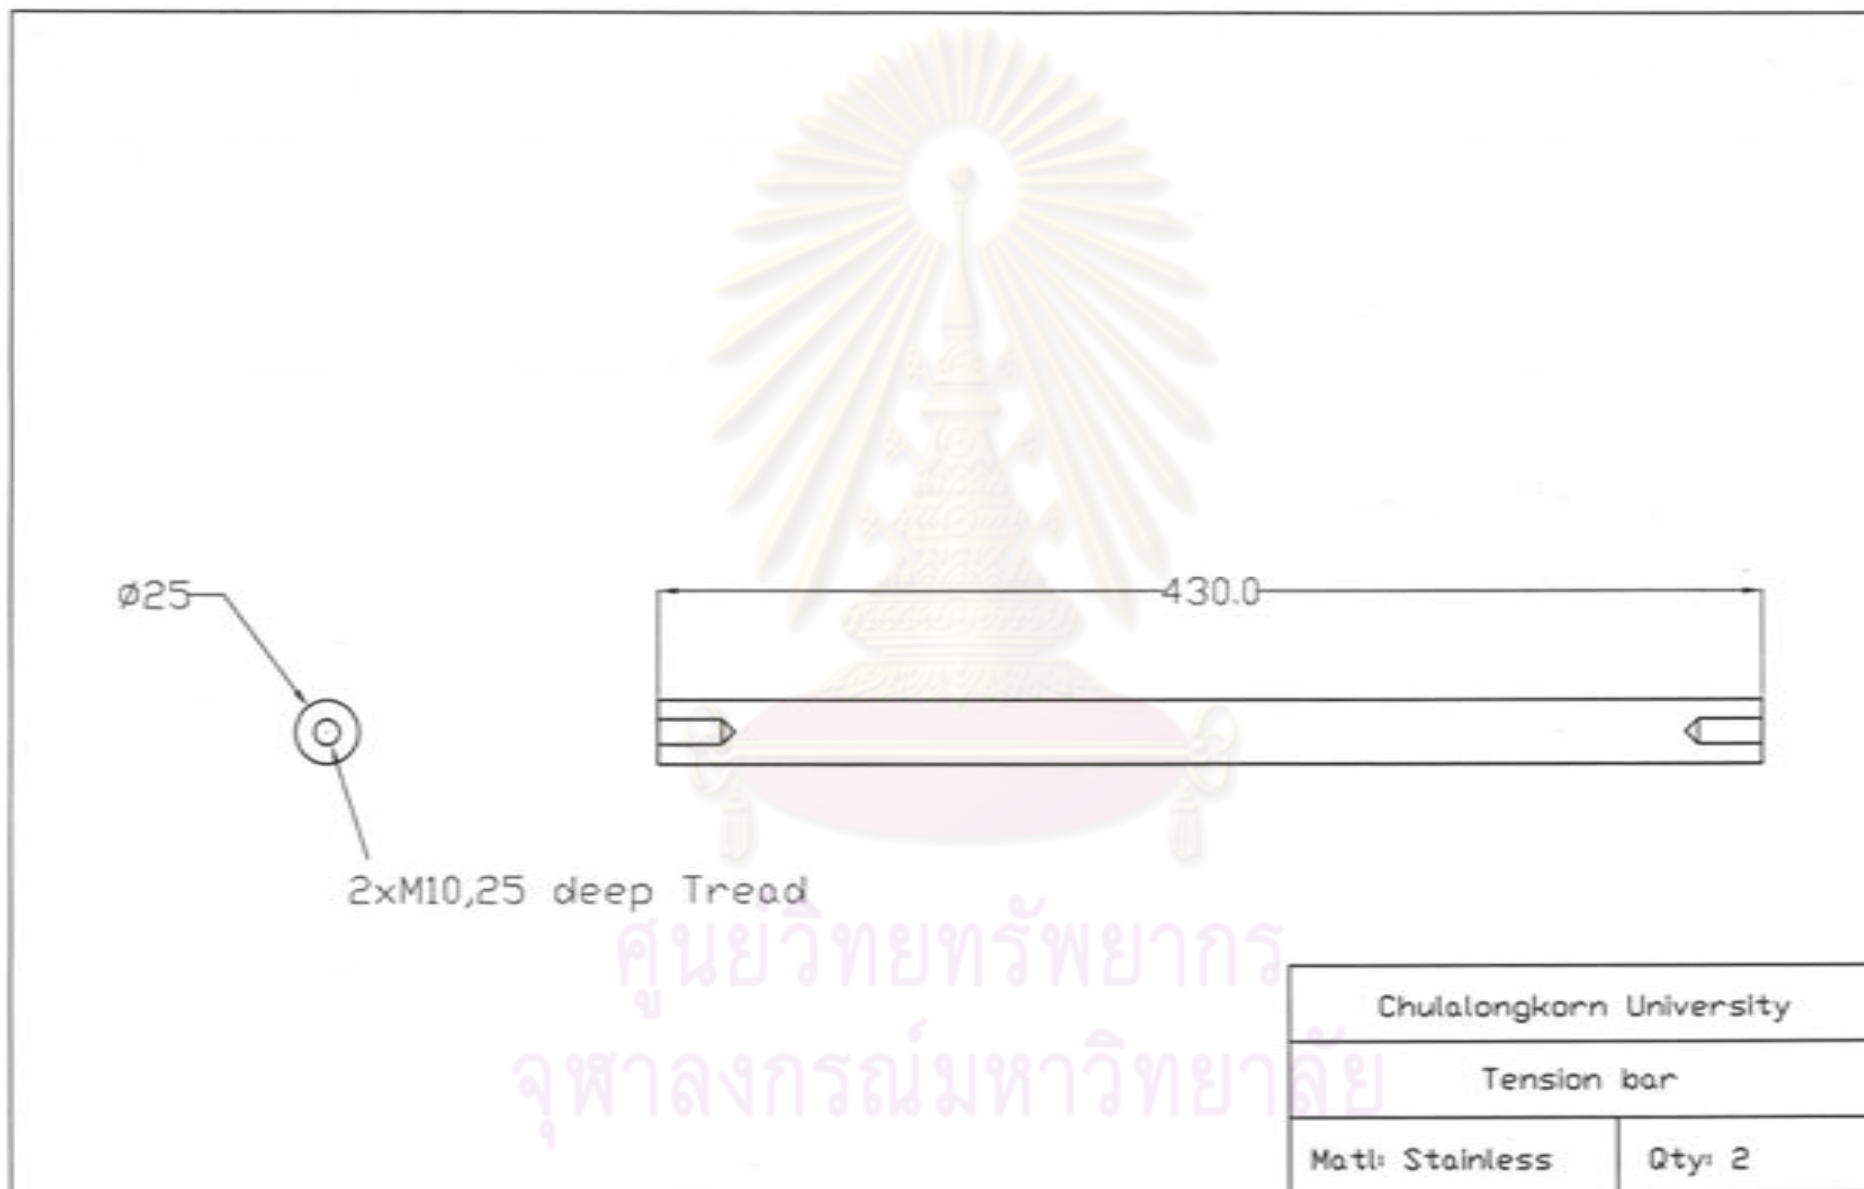 Ø25
430.0
2xM10,25 deep Tread
ศูนย์วิทยทรัพยากร
จุฬาลงกรณ์มหาวิทยาลัย
Chulalongkorn University
Tension bar
Matl: Stainless
Qty: 2